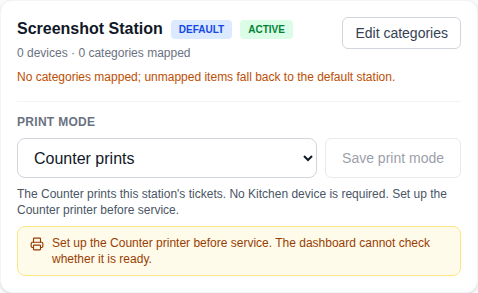 Screenshot Station DEFAULT ACTIVE Edit categories
0 devices · 0 categories mapped
No categories mapped; unmapped items fall back to the default station.
PRINT MODE
Counter prints Save print mode
The Counter prints this station's tickets. No Kitchen device is required. Set up the
Counter printer before service.
Set up the Counter printer before service. The dashboard cannot check
whether it is ready.